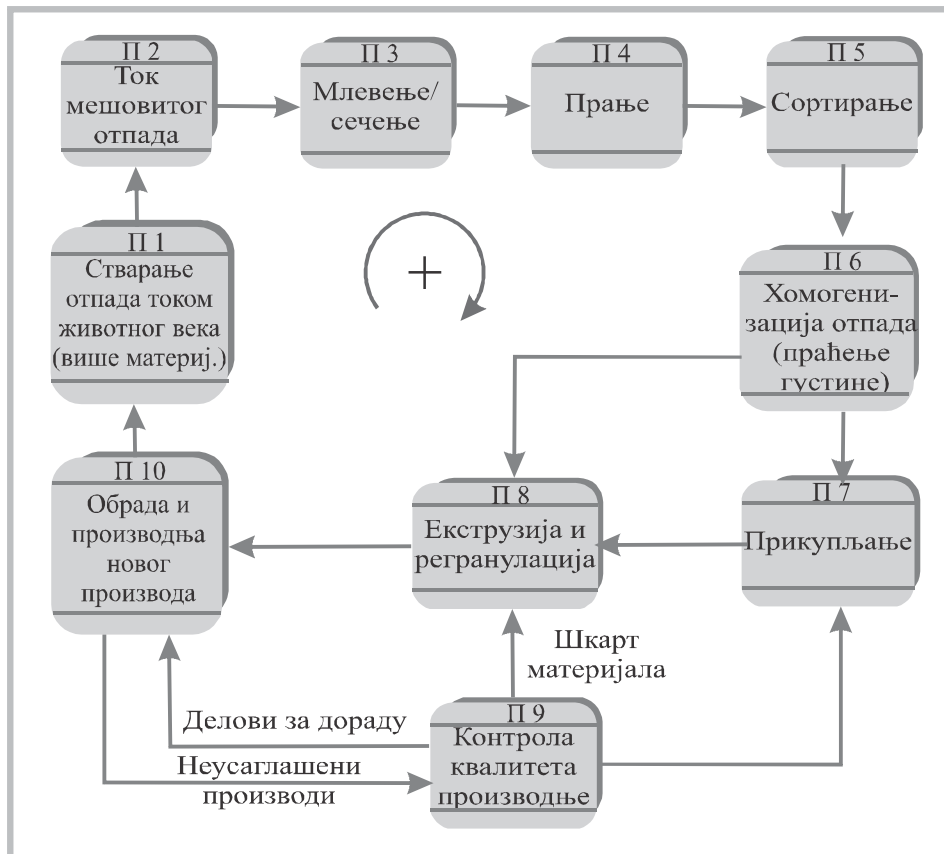 П 2
Ток
мешовитог
отпада
П 3
Млевење/
сечење
П 4
Прање
П 5
Сортирање
П 1
Стварање
отпада током
животног века
(више материј.)
+
П 6
Хомогени-
зација отпада
(праћење
густине)
П 10
Обрада и
производња
новог
производа
П 8
Екструзија и
регранулација
П 7
Прикупљање
Шкарт
материјала
Делови за дораду
Неусаглашени
производи
П 9
Контрола
квалитета
производње